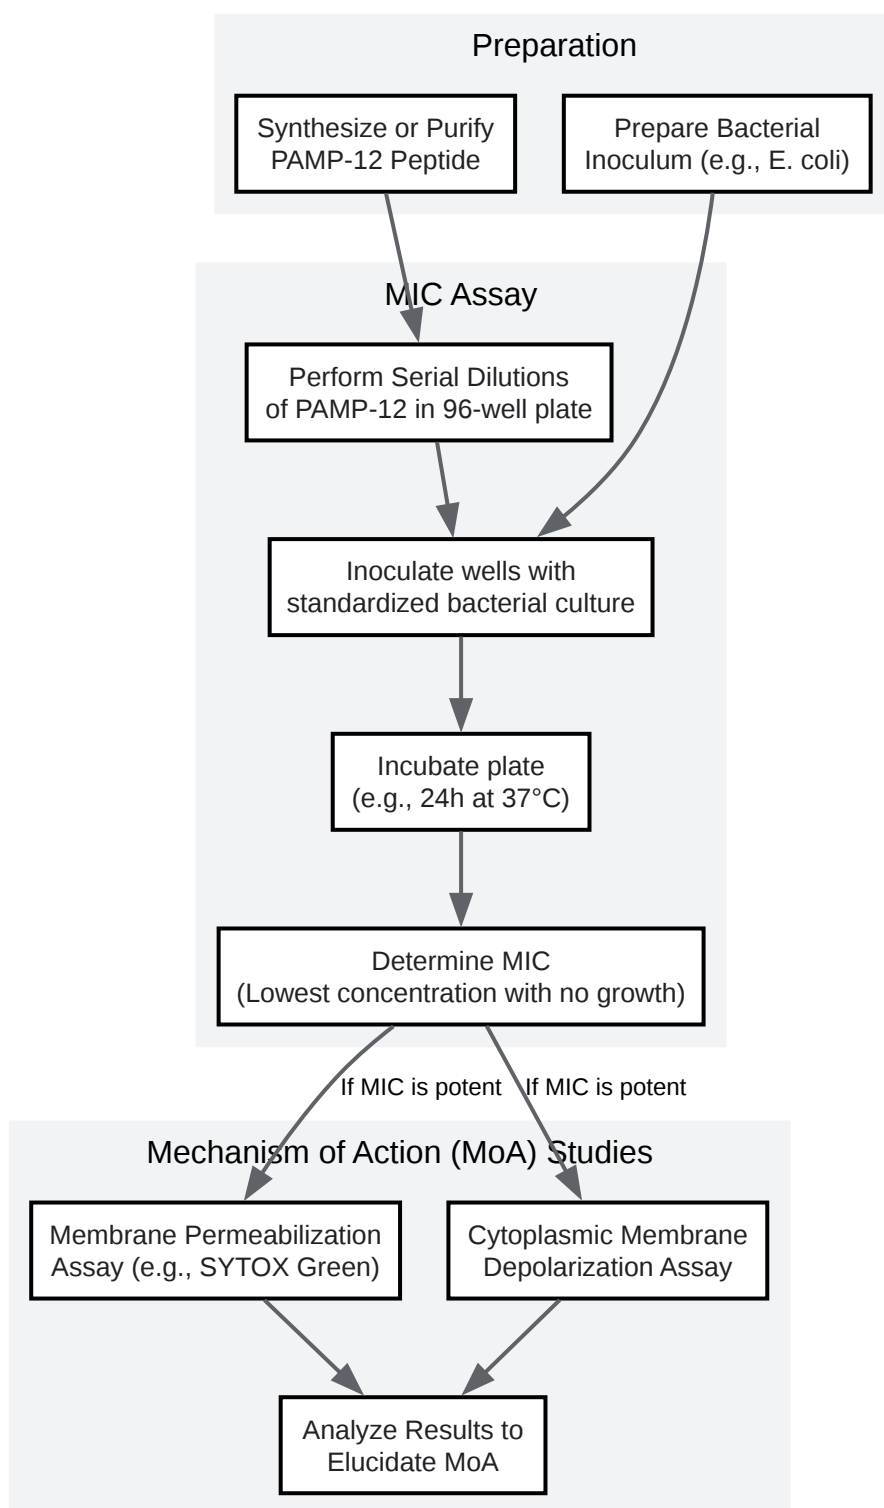 Preparation
Synthesize or Purify
PAMP-12 Peptide
Prepare Bacterial
Inoculum (e.g., E. coli)
MIC Assay
Perform Serial Dilutions
of PAMP-12 in 96-well plate
Inoculate wells with
standardized bacterial culture
Incubate plate
(e.g., 24h at 37°C)
Determine MIC
(Lowest concentration with no growth)
If MIC is potent
If MIC is potent
Mechanism of Action (MoA) Studies
Membrane Permeabilization
Assay (e.g., SYTOX Green)
Cytoplasmic Membrane
Depolarization Assay
Analyze Results to
Elucidate MoA